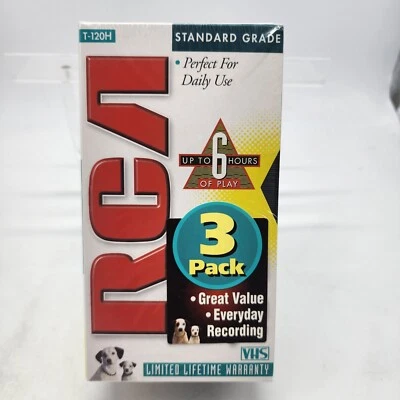 T-120H
STANDARD GRADE
• Perfect For
Daily Use
RCA
UP TO 6 HOURS
OF PLAY
3
Pack
• Great Value
• Everyday
Recording
VHS
LIMITED LIFETIME WARRANTY